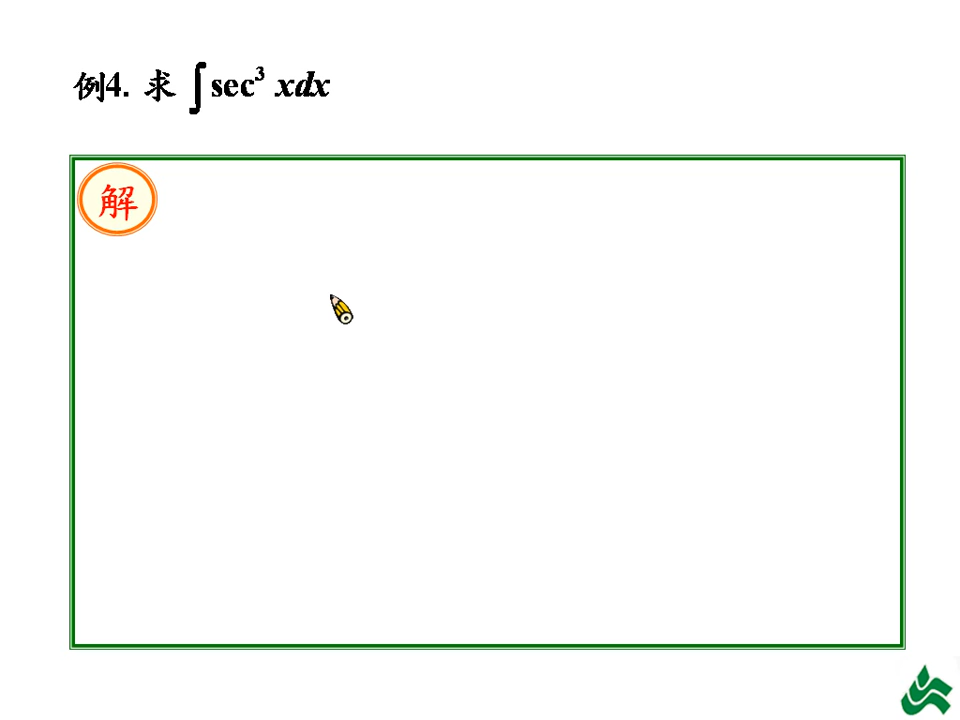 例4. 求 ∫sec³ xdx
解